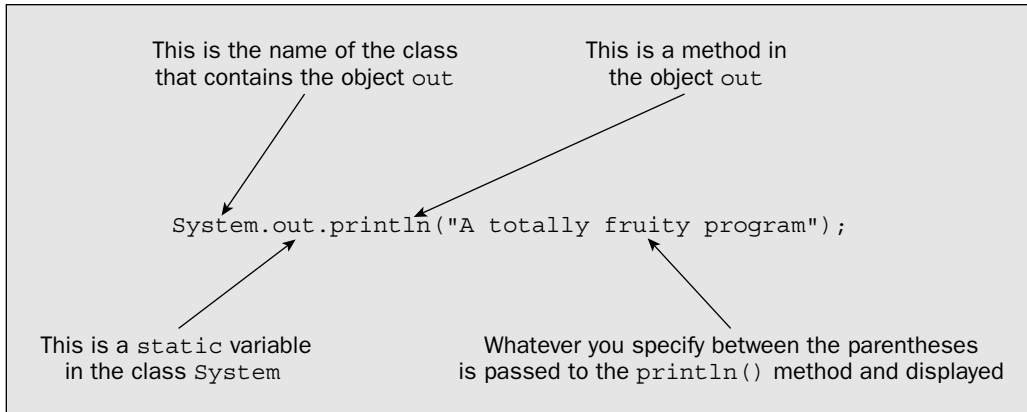 This is the name of the class
that contains the object out
This is a method in
the object out
System.out.println("A totally fruity program");
This is a static variable
in the class System
Whatever you specify between the parentheses
is passed to the println() method and displayed